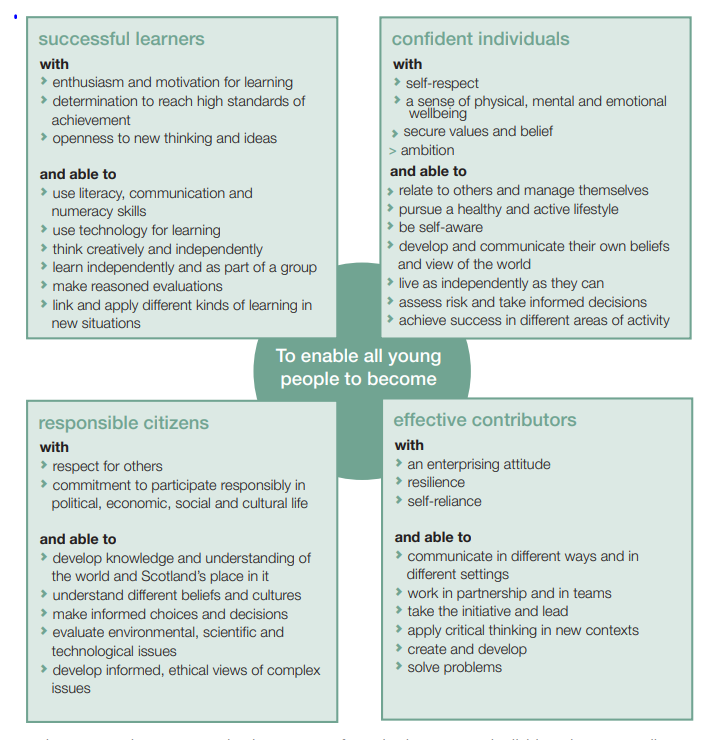 successful learners
with
> enthusiasm and motivation for learning
> determination to reach high standards of
achievement
> openness to new thinking and ideas
and able to
> use literacy, communication and
numeracy skills
> use technology for learning
> think creatively and independently
> learn independently and as part of a group
> make reasoned evaluations
> link and apply different kinds of learning in
new situations
confident individuals
with
> self-respect
> a sense of physical, mental and emotional
wellbeing
> secure values and belief
> ambition
and able to
> relate to others and manage themselves
> pursue a healthy and active lifestyle
> be self-aware
> develop and communicate their own beliefs
and view of the world
> live as independently as they can
> assess risk and take informed decisions
> achieve success in different areas of activity
To enable all young
people to become
responsible citizens
with
> respect for others
> commitment to participate responsibly in
political, economic, social and cultural life
and able to
> develop knowledge and understanding of
the world and Scotland's place in it
> understand different beliefs and cultures
> make informed choices and decisions
> evaluate environmental, scientific and
technological issues
> develop informed, ethical views of complex
issues
effective contributors
with
> an enterprising attitude
> resilience
> self-reliance
and able to
> communicate in different ways and in
different settings
> work in partnership and in teams
> take the initiative and lead
> apply critical thinking in new contexts
> create and develop
> solve problems